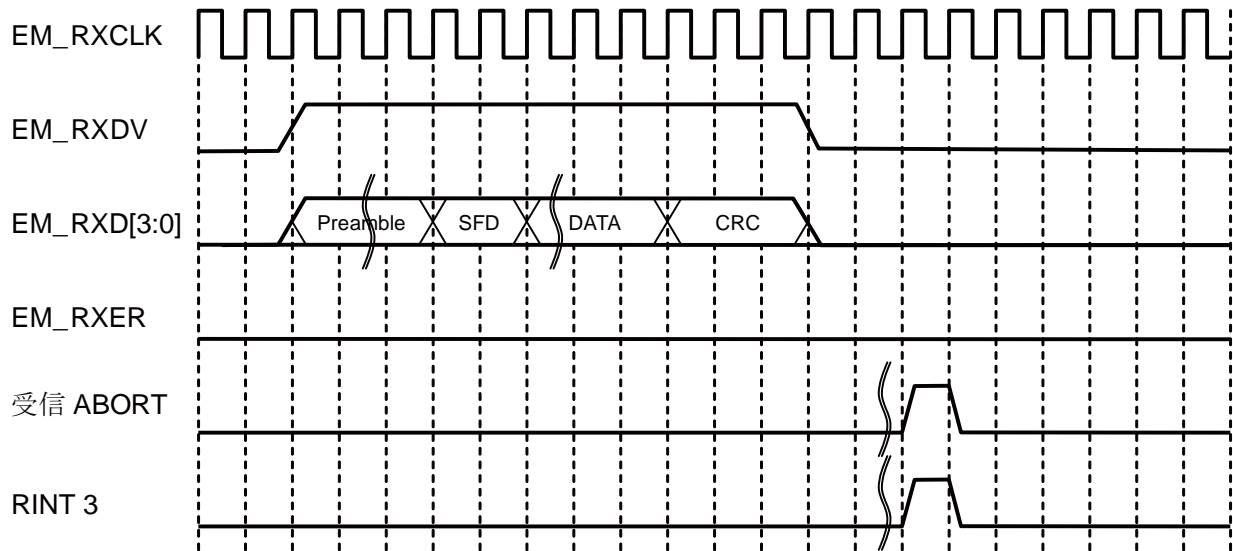 EM_RXCLK
EM_RXDV
EM_RXD[3:0]
Preamble SFD DATA CRC
EM_RXER
受信 ABORT
RINT 3